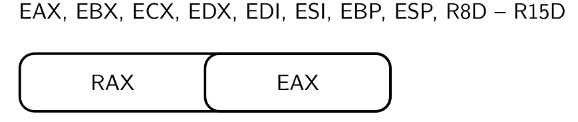 EAX, EBX, ECX, EDX, EDI, ESI, EBP, ESP, R8D – R15D
RAX EAX